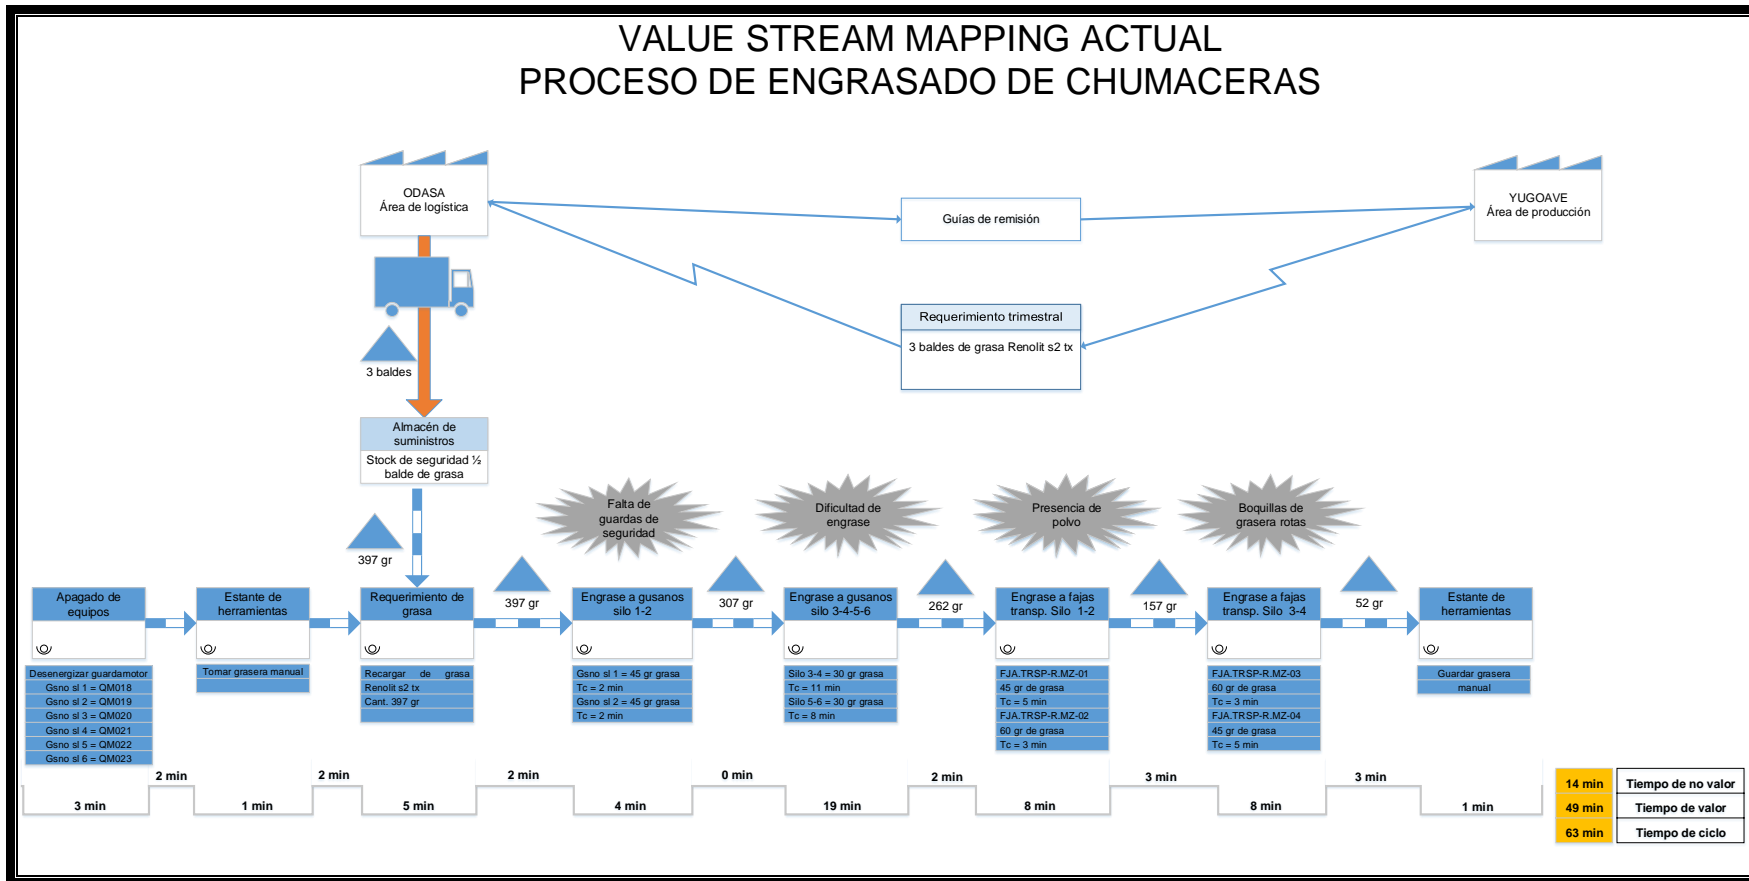 VALUE STREAM MAPPING ACTUAL
PROCESO DE ENGRASADO DE CHUMACERAS
ODASA
Área de logística
Guías de remisión
YUGOAVE
Área de producción
Requerimiento trimestral
3 baldes de grasa Renolit s2 tx
3 baldes
Almacén de
suministros
Stock de seguridad ½
balde de grasa
397 gr
Falta de
guardas de
seguridad
Dificultad de
engrase
Presencia de
polvo
Boquillas de
grasera rotas
397 gr
307 gr
262 gr
157 gr
52 gr
Apagado de
equipos
Desenergizar guardamotor
Gsno sl 1 = QM018
Gsno sl 2 = QM019
Gsno sl 3 = QM020
Gsno sl 4 = QM021
Gsno sl 5 = QM022
Gsno sl 6 = QM023
Estante de
herramientas
Tomar grasera manual
Requerimiento de
grasa
Recargar de grasa
Renolit s2 tx
Cant. 397 gr
Engrase a gusanos
silo 1-2
Gsno sl 1 = 45 gr grasa
Tc = 2 min
Gsno sl 2 = 45 gr grasa
Tc = 2 min
Engrase a gusanos
silo 3-4-5-6
Silo 3-4 = 30 gr grasa
Tc = 11 min
Silo 5-6 = 30 gr grasa
Tc = 8 min
Engrase a fajas
transp. Silo 1-2
FJA.TRSP-R.MZ-01
45 gr de grasa
Tc = 5 min
FJA.TRSP-R.MZ-02
60 gr de grasa
Tc = 3 min
Engrase a fajas
transp. Silo 3-4
FJA.TRSP-R.MZ-03
60 gr de grasa
Tc = 3 min
FJA.TRSP-R.MZ-04
45 gr de grasa
Tc = 5 min
Estante de
herramientas
Guardar grasera
manual
2 min
2 min
2 min
0 min
2 min
3 min
3 min
3 min
1 min
5 min
4 min
19 min
8 min
8 min
1 min
14 min Tiempo de no valor
49 min Tiempo de valor
63 min Tiempo de ciclo